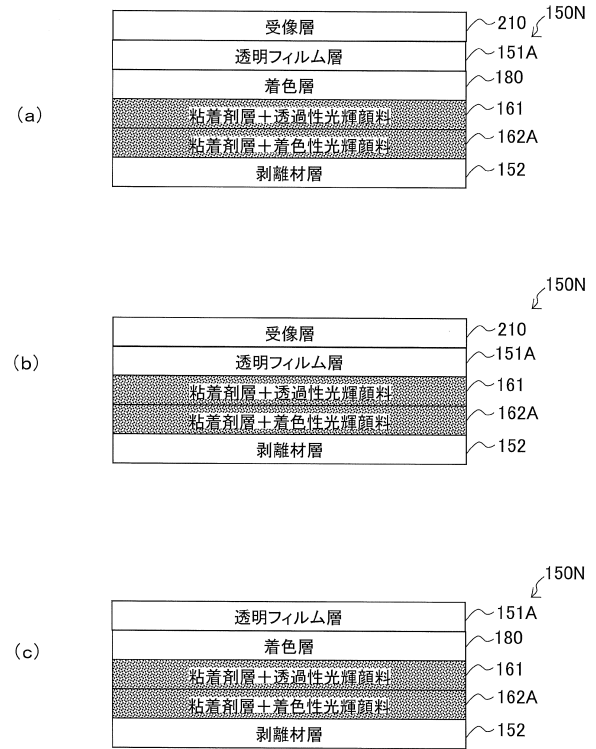 150N
受像層 210
透明フィルム層 151A
着色層 180
(a) 粘着剤層＋透過性光輝顔料 161
粘着剤層＋着色性光輝顔料 162A
剥離材層 152
150N
受像層 210
透明フィルム層 151A
(b) 粘着剤層＋透過性光輝顔料 161
粘着剤層＋着色性光輝顔料 162A
剥離材層 152
150N
透明フィルム層 151A
着色層 180
(c) 粘着剤層＋透過性光輝顔料 161
粘着剤層＋着色性光輝顔料 162A
剥離材層 152